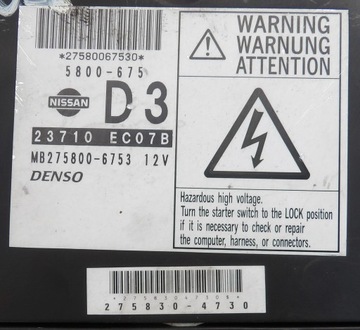 *27580067530*
5800-675
NISSAN
D3
23710 EC07B
MB275800-6753 12V
DENSO
WARNING
WARNUNG
ATTENTION
Hazardous high voltage.
Turn the starter switch to the LOCK position
if it is necessary to check or repair
the computer, harness, or connectors.
*2758304730*
275830-4730